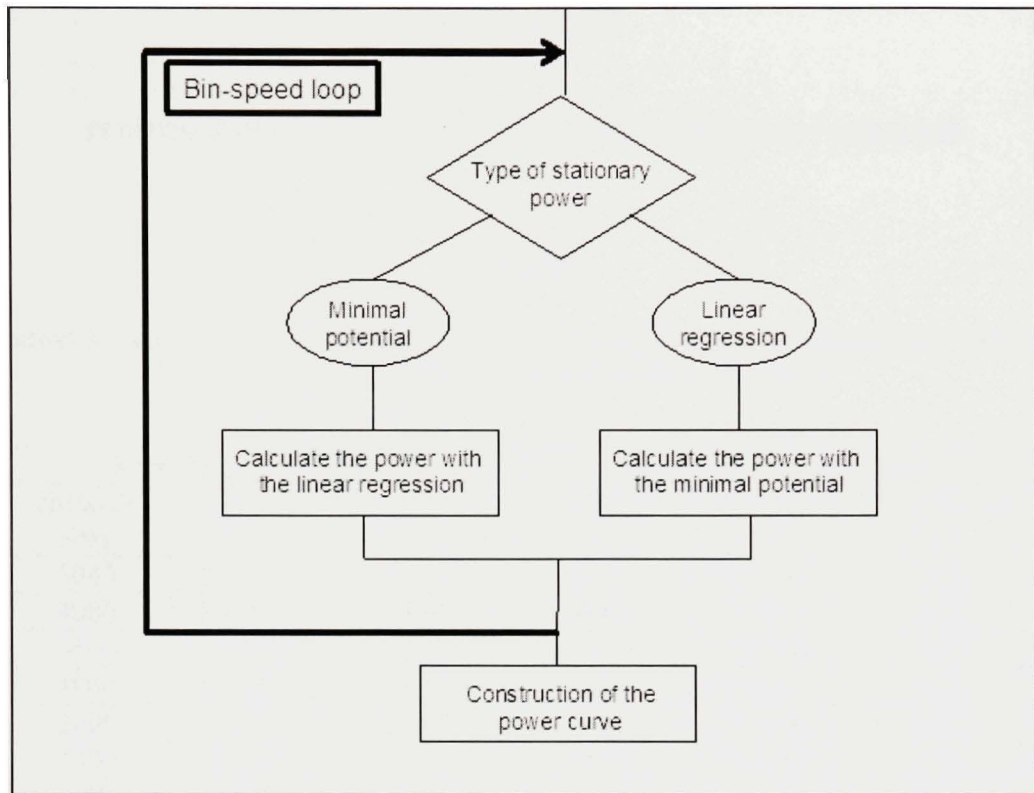 Bin-speed loop
Type of stationary
power
Minimal
potential
Linear
regression
Calculate the power with
the linear regression
Calculate the power with
the minimal potential
Construction of the
power curve